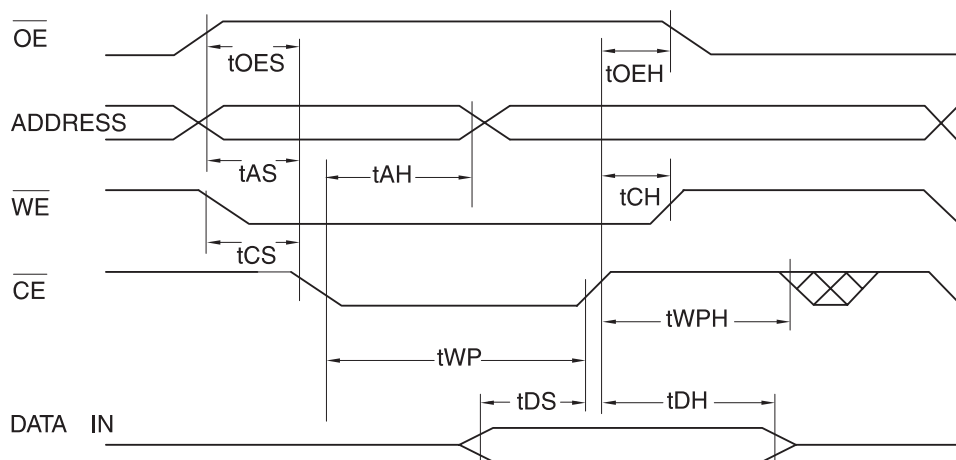 OE
tOES
tOEH
ADDRESS
tAS
tAH
tCH
WE
tCS
CE
tWPH
tWP
tDS
tDH
DATA IN